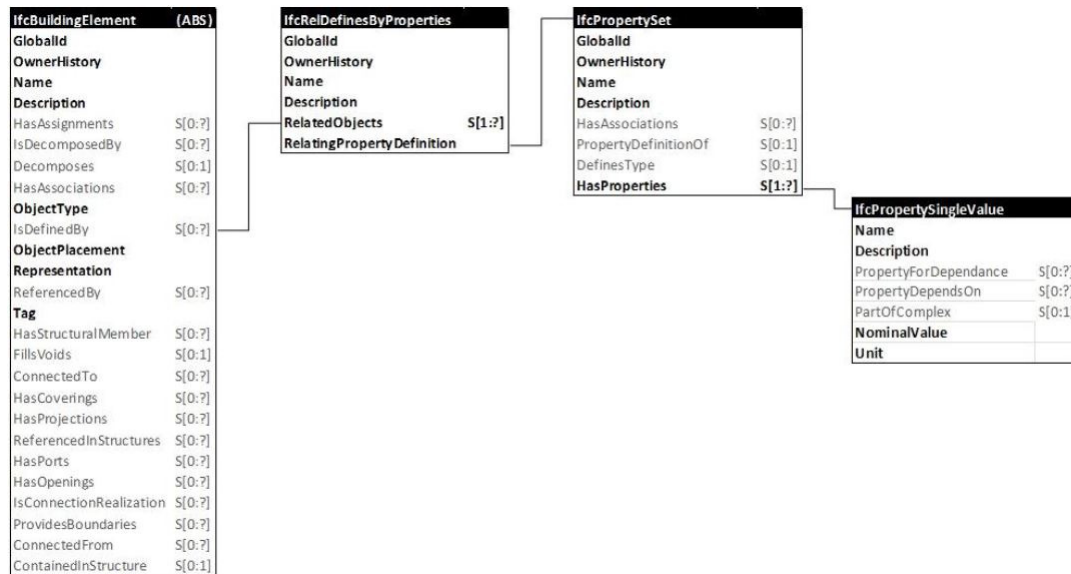 IfcBuildingElement (ABS)
GlobalId
OwnerHistory
Name
Description
HasAssignments S[0:?]
IsDecomposedBy S[0:?]
Decomposes S[0:1]
HasAssociations S[0:?]
ObjectType
IsDefinedBy S[0:?]
ObjectPlacement
Representation
ReferencedBy S[0:?]
Tag
HasStructuralMember S[0:?]
FillsVoids S[0:1]
ConnectedTo S[0:?]
HasCoverings S[0:?]
HasProjections S[0:?]
ReferencedInStructures S[0:?]
HasPorts S[0:?]
HasOpenings S[0:?]
IsConnectionRealization S[0:?]
ProvidesBoundaries S[0:?]
ConnectedFrom S[0:?]
ContainedInStructure S[0:1]
IfcRelDefinesByProperties
GlobalId
OwnerHistory
Name
Description
RelatedObjects S[1:?]
RelatingPropertyDefinition
IfcPropertySet
GlobalId
OwnerHistory
Name
Description
HasAssociations S[0:?]
PropertyDefinitionOf S[0:1]
DefinesType S[0:1]
HasProperties S[1:?]
IfcPropertySingleValue
Name
Description
PropertyForDependance S[0:?]
PropertyDependsOn S[0:?]
PartOfComplex S[0:1
NominalValue
Unit